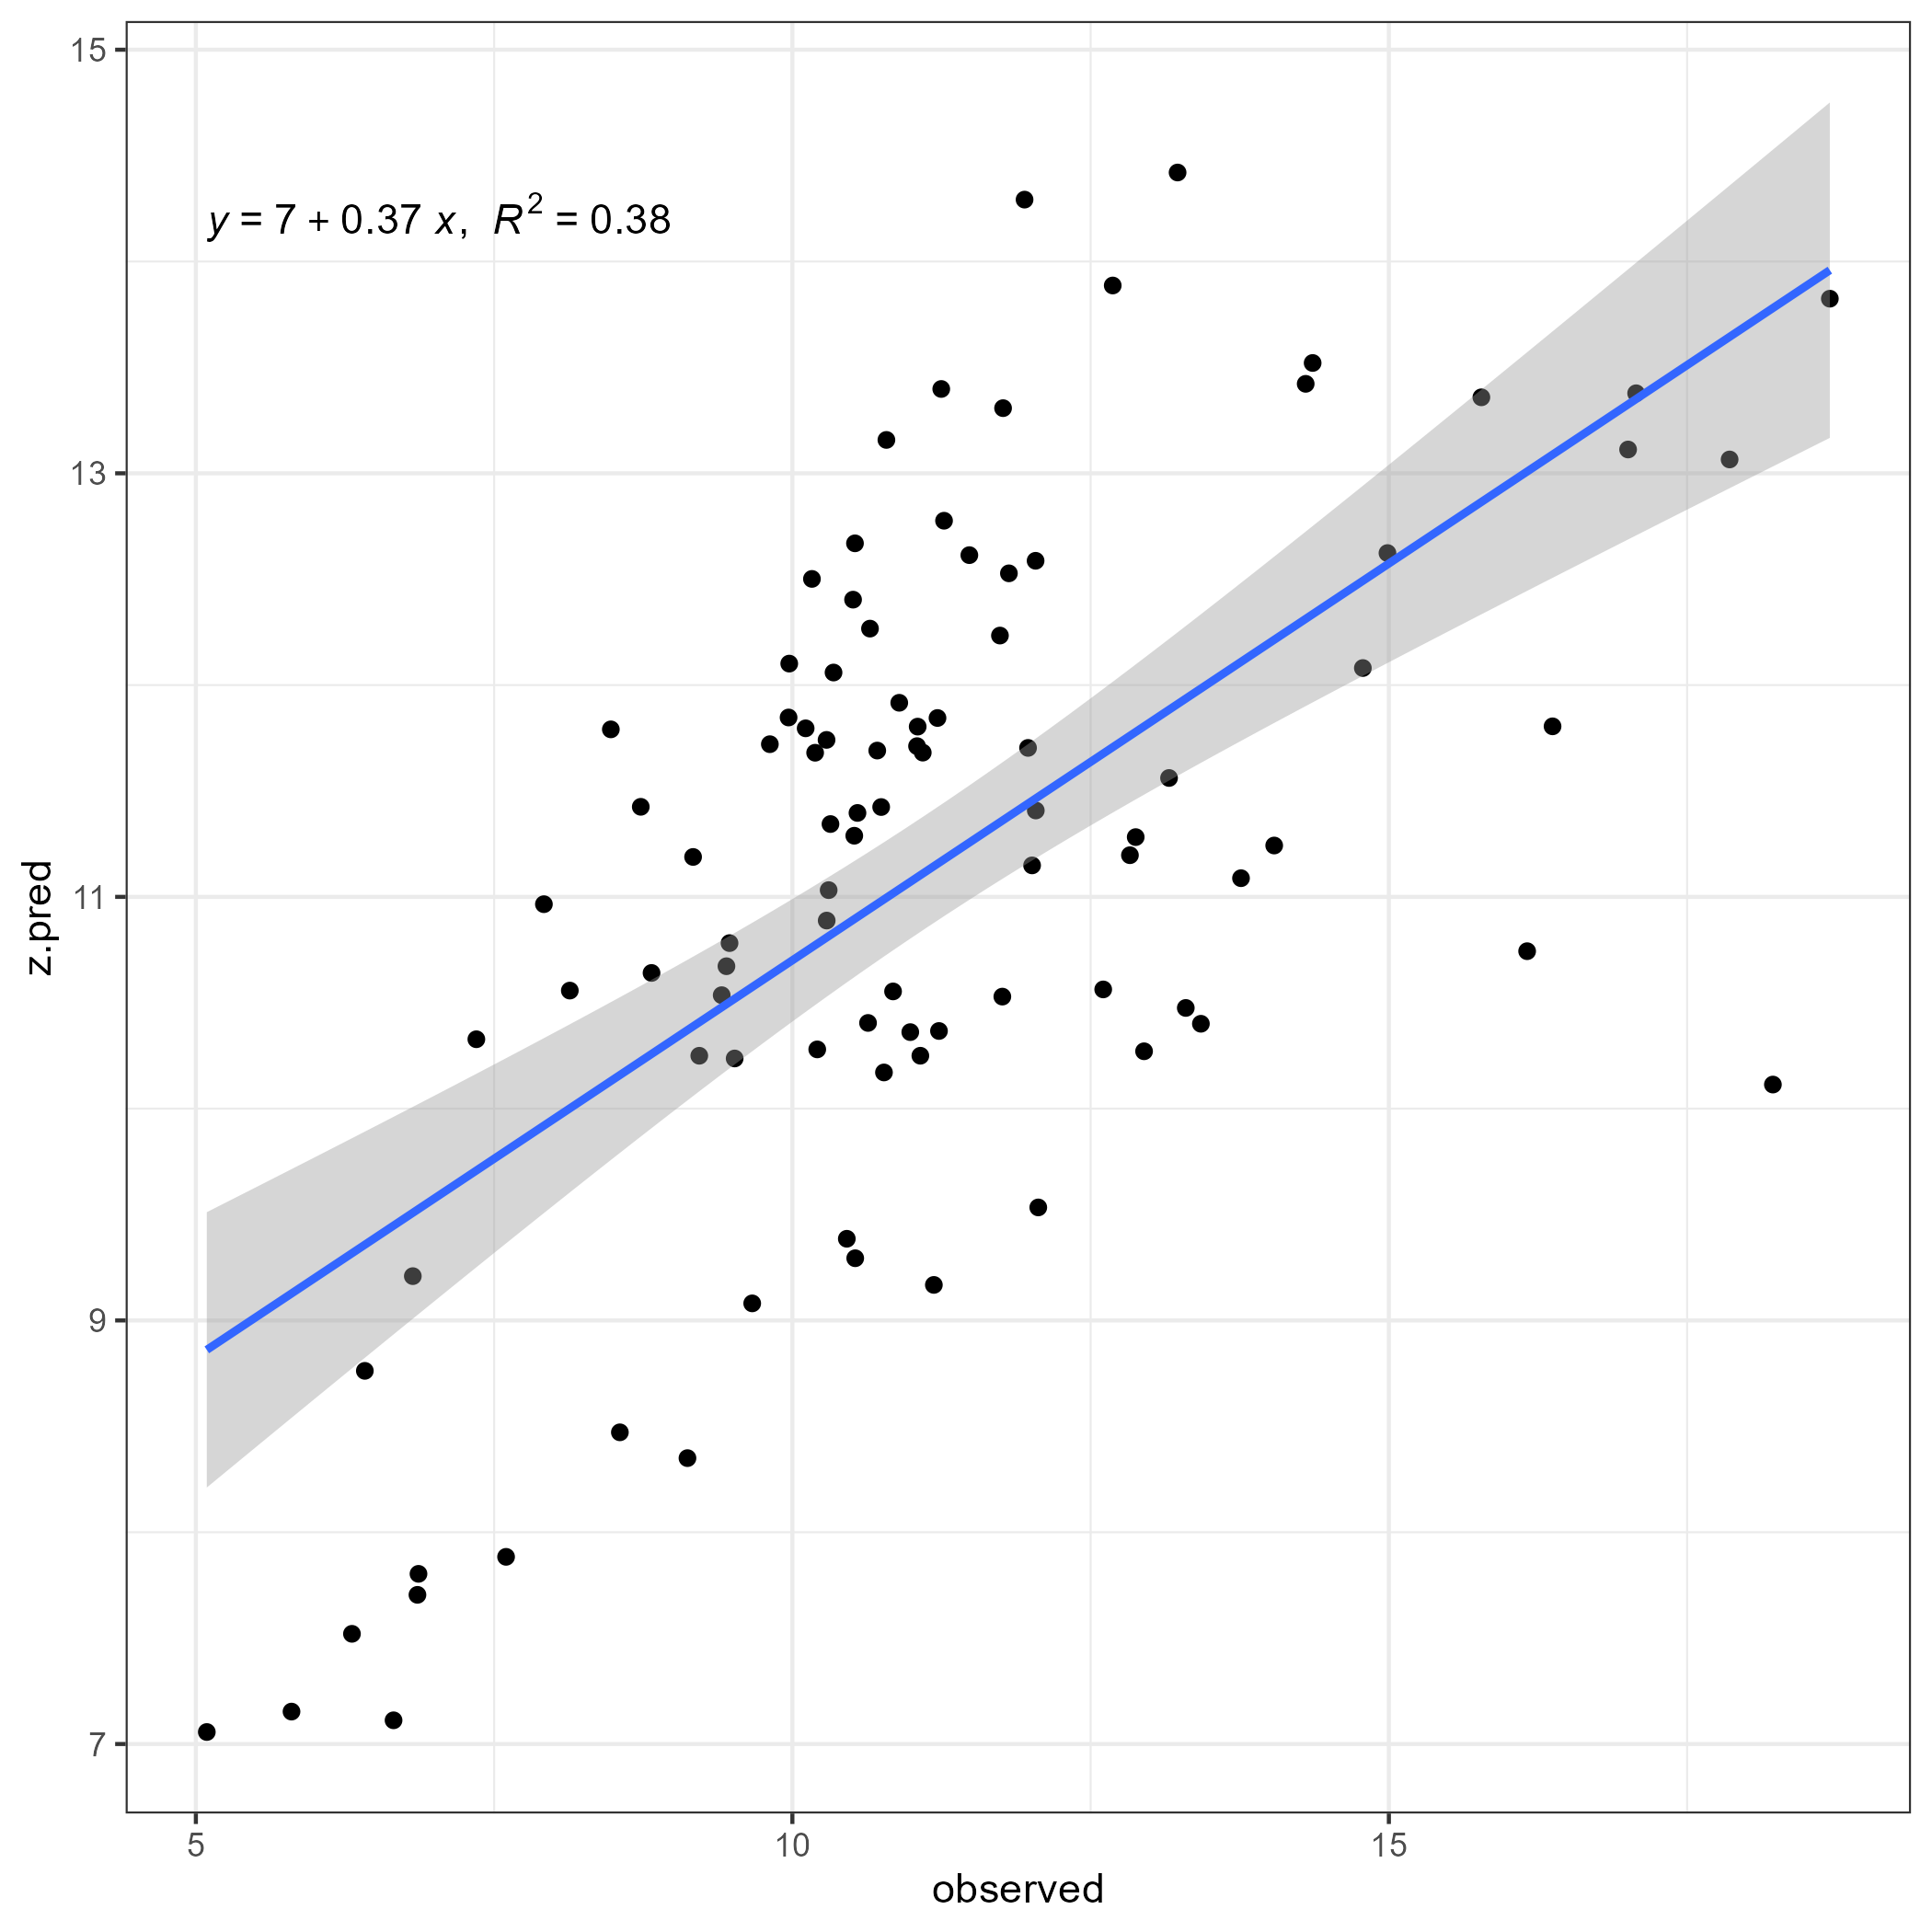 y = 7 + 0.37 x, R² = 0.38
15
13
11
9
7
z.pred
5 10 15
observed